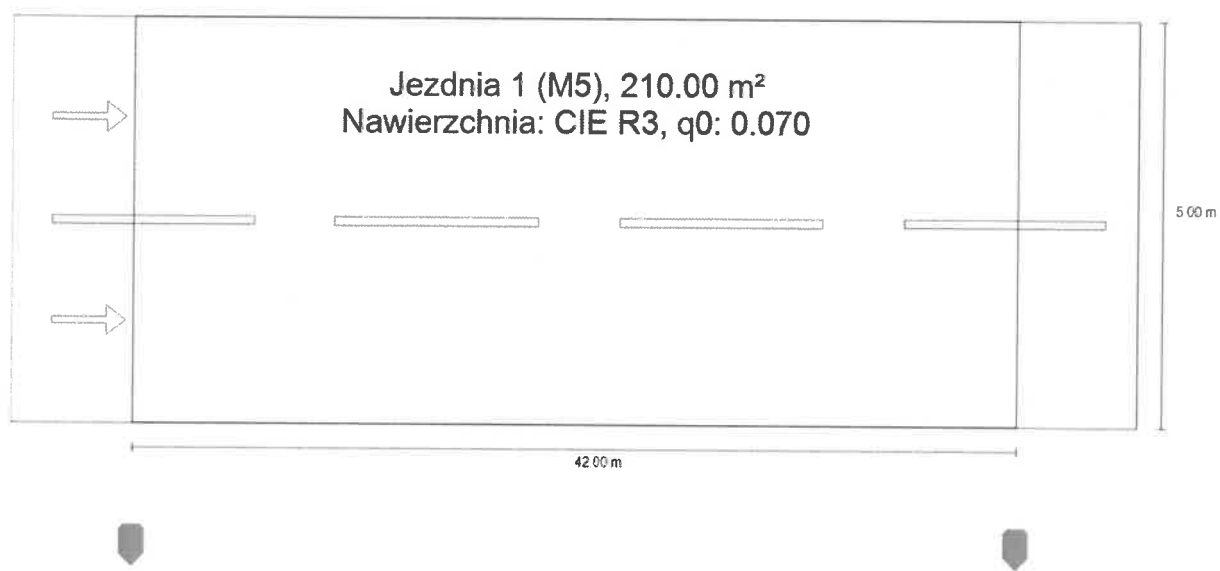 Jezdnia 1 (M5), 210.00 m²
Nawierzchnia: CIE R3, q0: 0.070
5.00 m
42.00 m